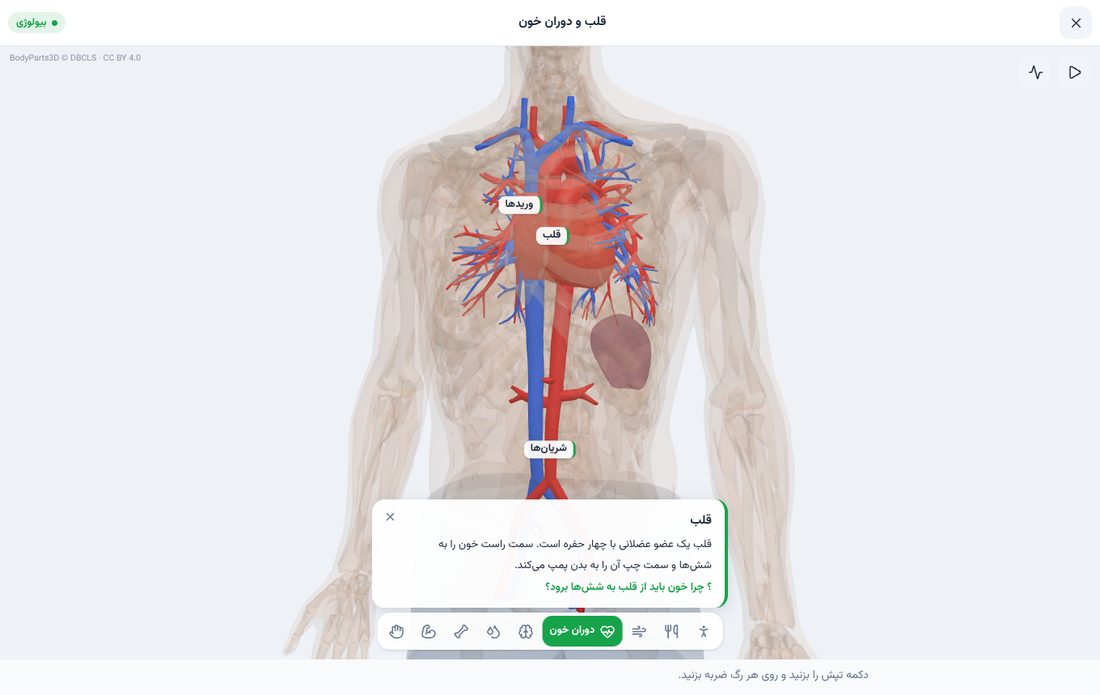 قلب و دوران خون
بیولوژی
BodyParts3D © DBCLS · CC BY 4.0
وریدها
قلب
شریان‌ها
قلب
قلب یک عضو عضلانی با چهار حفره است. سمت راست خون را به
شش‌ها و سمت چپ آن را به بدن پمپ می‌کند.
؟ چرا خون باید از قلب به شش‌ها برود؟
دوران خون
دکمه تپش را بزنید و روی هر رگ ضربه بزنید.